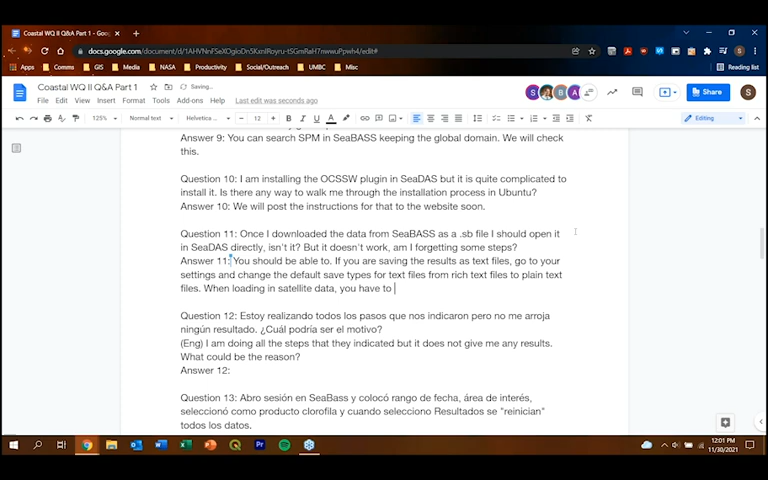 Coastal WQ II Q&A Part 1 - Goo
docs.google.com/document/d/
Apps Comms GIS Media NASA Productivity Social/Outreach UMBC Misc Reading list
Coastal WQ II Q&A Part 1 Saving...
File Edit View Insert Format Tools Add-ons Help Last edit was seconds ago
Share
125% Normal text Helvetica... 12 Editing
Answer 9: You can search SPM in SeaBASS keeping the global domain. We will check
this.
Question 10: I am installing the OCSSW plugin in SeaDAS but it is quite complicated to
install it. Is there any way to walk me through the installation process in Ubuntu?
Answer 10: We will post the instructions for that to the website soon.
Question 11: Once I downloaded the data from SeaBASS as a .sb file I should open it
in SeaDAS directly, isn't it? But it doesn't work, am I forgetting some steps?
Answer 11: You should be able to. If you are saving the results as text files, go to your
settings and change the default save types for text files from rich text files to plain text
files. When loading in satellite data, you have to
Question 12: Estoy realizando todos los pasos que nos indicaron pero no me arroja
ningún resultado. ¿Cuál podría ser el motivo?
(Eng) I am doing all the steps that they indicated but it does not give me any results.
What could be the reason?
Answer 12:
Question 13: Abro sesión en SeaBass y colocó rango de fecha, área de interés,
seleccionó como producto clorofila y cuando selecciono Resultados se "reinician"
todos los datos.
12:01 PM
11/30/2021